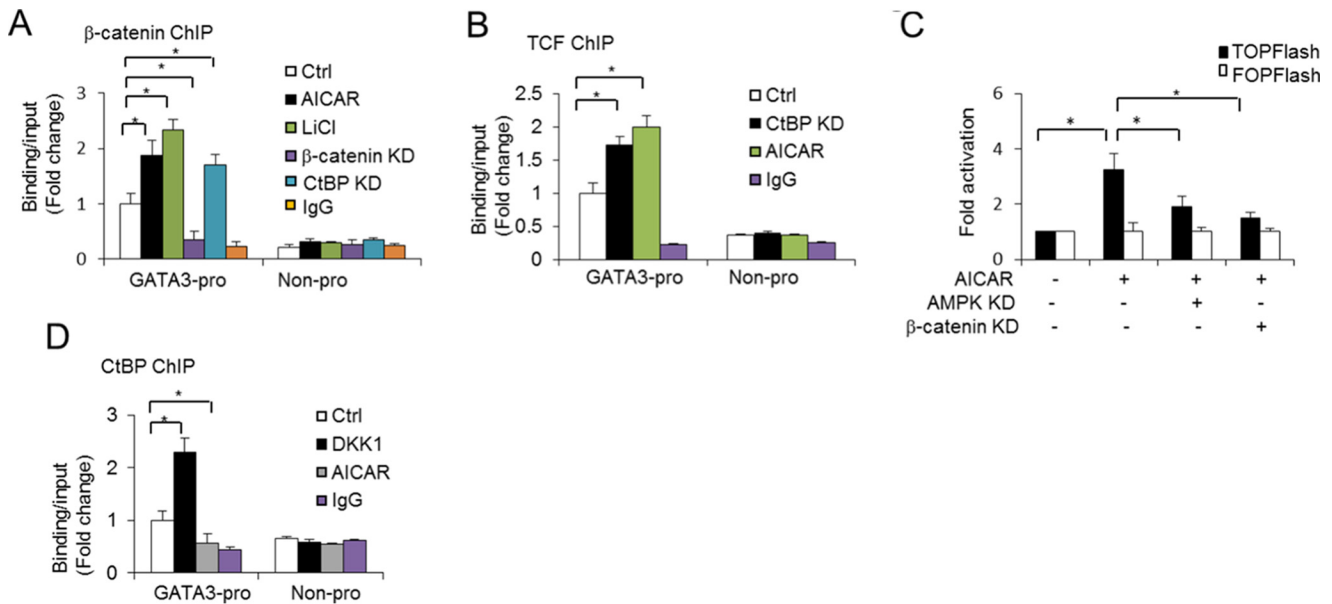 A
β-catenin ChIP
Binding/input
(Fold change)
3
2
1
0
*
*
*
*
GATA3-pro
Non-pro
Ctrl
AICAR
LiCl
β-catenin KD
CtBP KD
IgG
B
TCF ChIP
Binding/input
(Fold change)
2.5
2
1.5
1
0.5
0
*
*
GATA3-pro
Non-pro
Ctrl
CtBP KD
AICAR
IgG
C
TOPFlash
FOPFlash
Fold activation
6
4
2
0
*
*
*
AICAR - + + +
AMPK KD - - + -
β-catenin KD - - - +
D
CtBP ChIP
Binding/input
(Fold change)
3
2
1
0
*
*
GATA3-pro
Non-pro
Ctrl
DKK1
AICAR
IgG